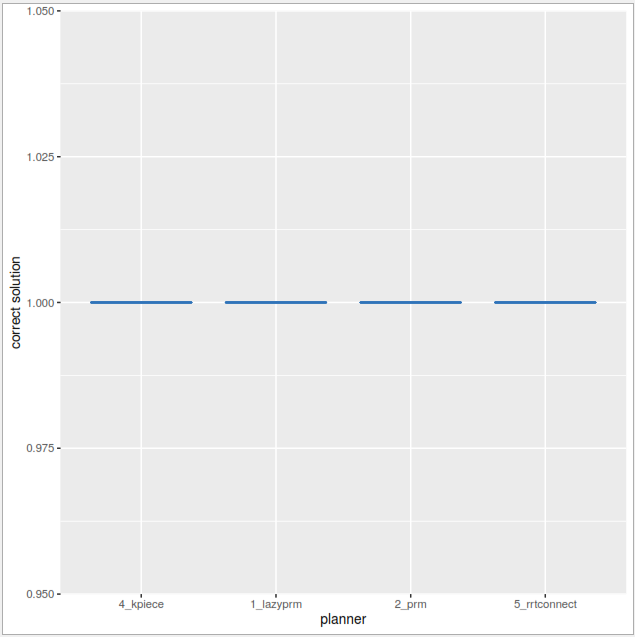 1.050
1.025
1.000
0.975
0.950
correct solution
4_kpiece
1_lazyprm
2_prm
5_rrtconnect
planner